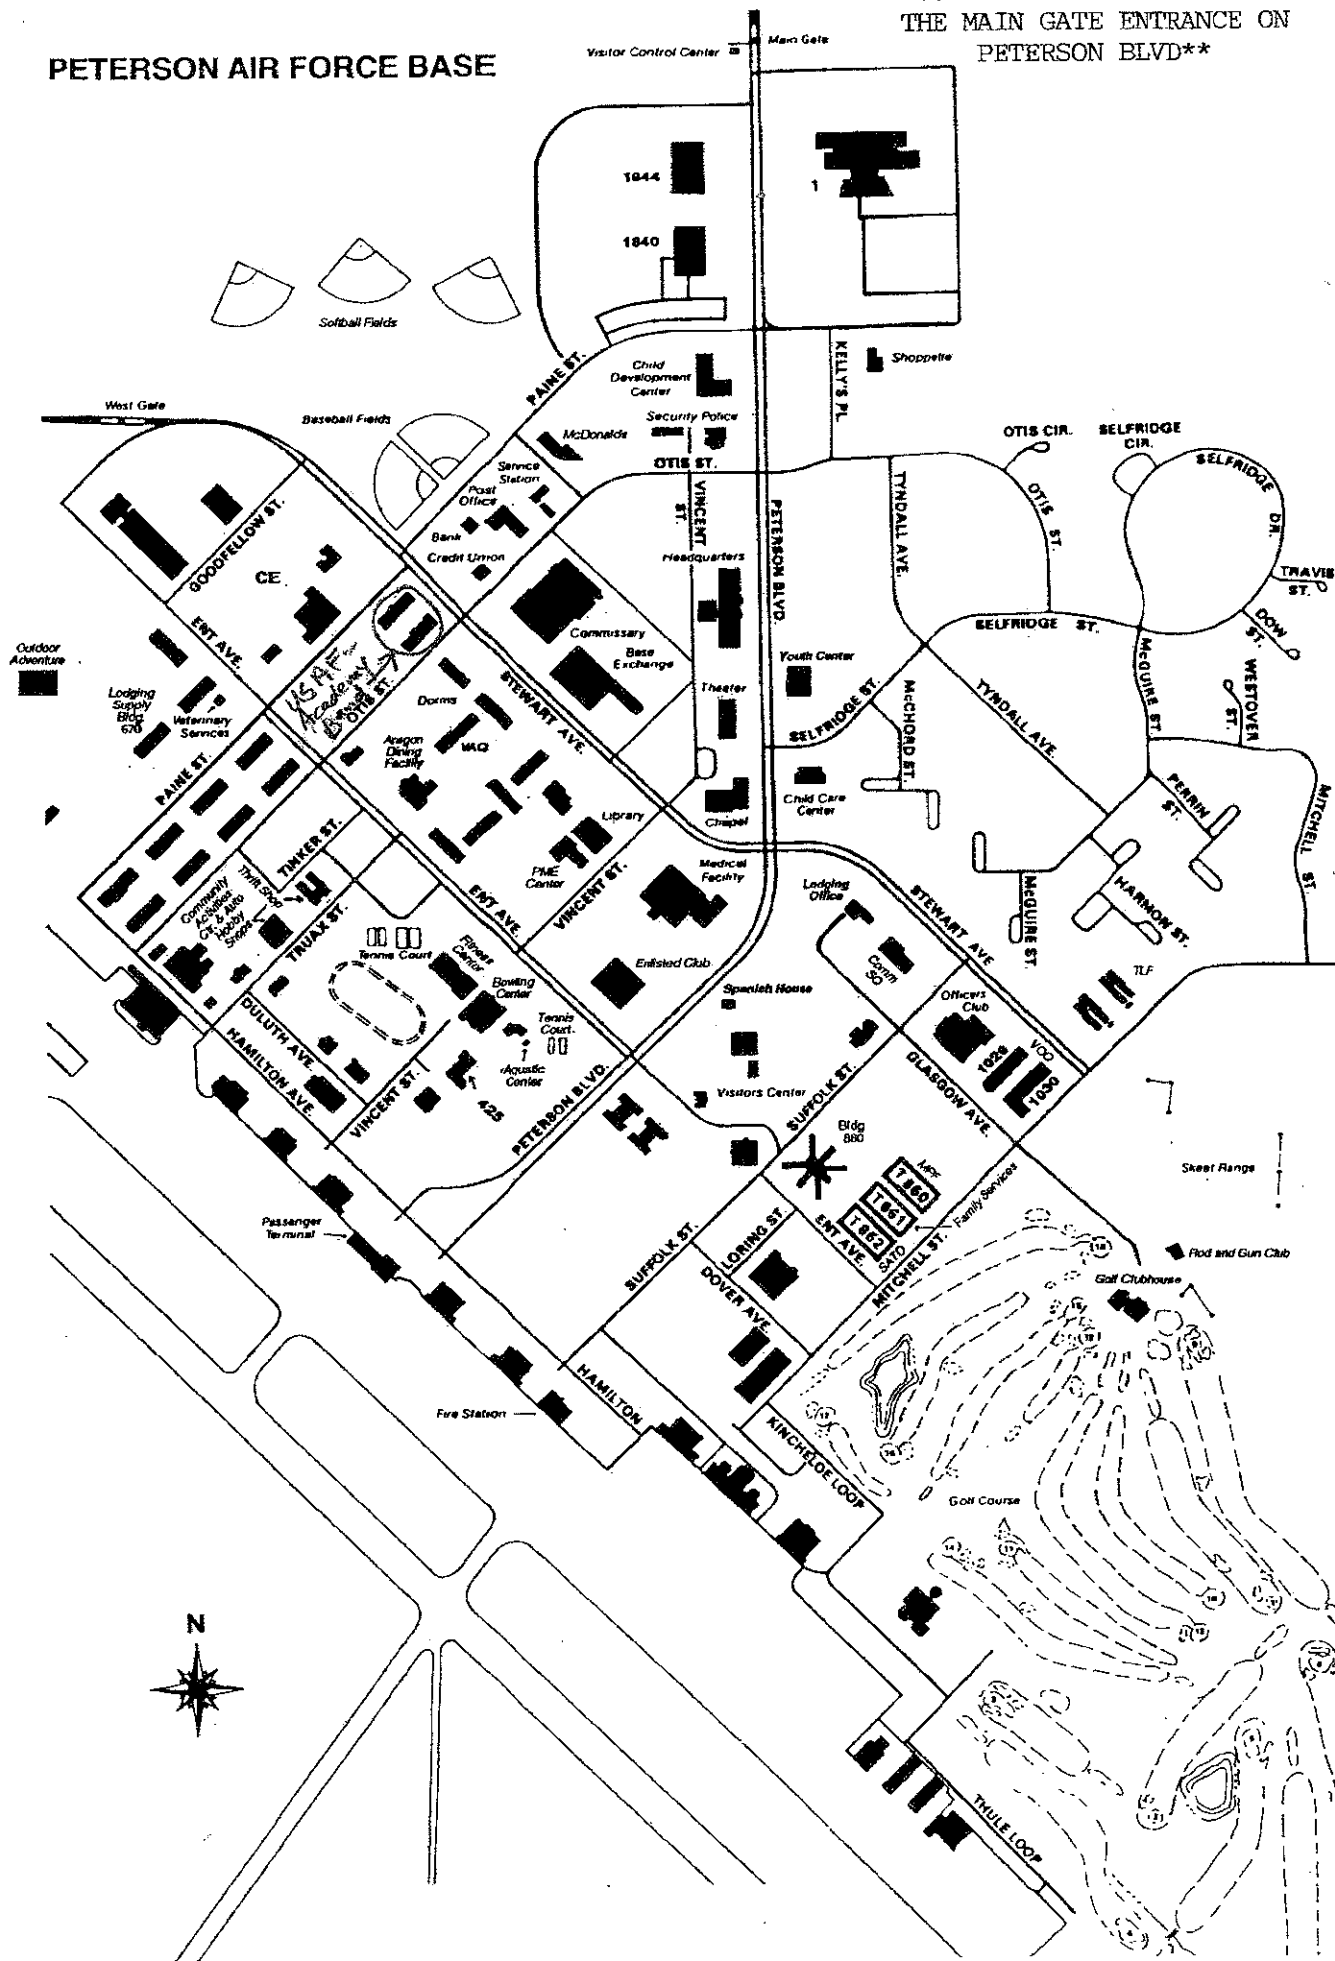 THE MAIN GATE ENTRANCE ON
PETERSON BLVD**
PETERSON AIR FORCE BASE
Visitor Control Center
Main Gate
1844
1
1840
Softball Fields
PAINE ST.
Child
Development
Center
KELLY'S PL.
Shoppette
West Gate
Baseball Fields
McDonalds
Security Police
OTIS ST.
VINCENT
ST.
OTIS CIR.
SELFRIDGE
CIR.
SELFRIDGE
DR.
Service
Station
Post
Office
Bank
Credit Union
GOODFELLOW ST.
CE
Headquarters
PETERSON BLVD.
TYNDALL AVE.
OTIS ST.
TRAVIS
ST.
DOW
ST.
SELFRIDGE ST.
McGUIRE ST.
WESTOVER
ST.
Commissary
Base
Exchange
Youth Center
Theater
ENT AVE.
Outdoor
Adventure
Lodging
Supply
Bldg
670
Veterinary
Services
USAF
Academy
Band
OTIS ST.
Dorms
STEWART AVE.
Aragon
Dining
Facility
VAQ
SELFRIDGE ST.
McCHORD ST.
TYNDALL AVE.
PERRIN
ST.
MITCHELL ST.
PAINE ST.
Child Care
Center
Chapel
Library
PME
Center
Medical
Facility
TINKER ST.
Thrift Shop
Community
Activities
Ctr. & Auto
Hobby
Shops
TRUAX ST.
ENT AVE.
VINCENT ST.
Lodging
Office
STEWART AVE
McGUIRE ST.
HARMON ST.
Tennis Court
Fitness
Center
Bowling
Center
Enlisted Club
Comm
SQ
Spanish House
Officers
Club
TLF
DULUTH AVE.
HAMILTON AVE.
Tennis
Court
Aquatic
Center
VOQ
1026
1030
VINCENT ST.
425
PETERSON BLVD.
Visitors Center
SUFFOLK ST.
GLASGOW AVE.
Bldg
880
MPF
T860
T861
T862
SATO
Family Services
Skeet Range
Passenger
Terminal
SUFFOLK ST.
LORING ST.
ENT AVE.
MITCHELL ST.
DOVER AVE.
Rod and Gun Club
Golf Clubhouse
HAMILTON
Fire Station
KINCHELOE LOOP
Golf Course
N
THULE LOOP